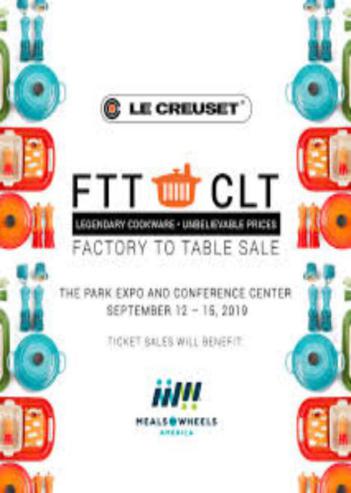 LE CREUSET
FTT CLT
LEGENDARY COOKWARE • UNBELIEVABLE PRICES
FACTORY TO TABLE SALE
THE PARK EXPO AND CONFERENCE CENTER
SEPTEMBER 12 – 15, 2019
TICKET SALES WILL BENEFIT:
MEALS ON WHEELS
AMERICA